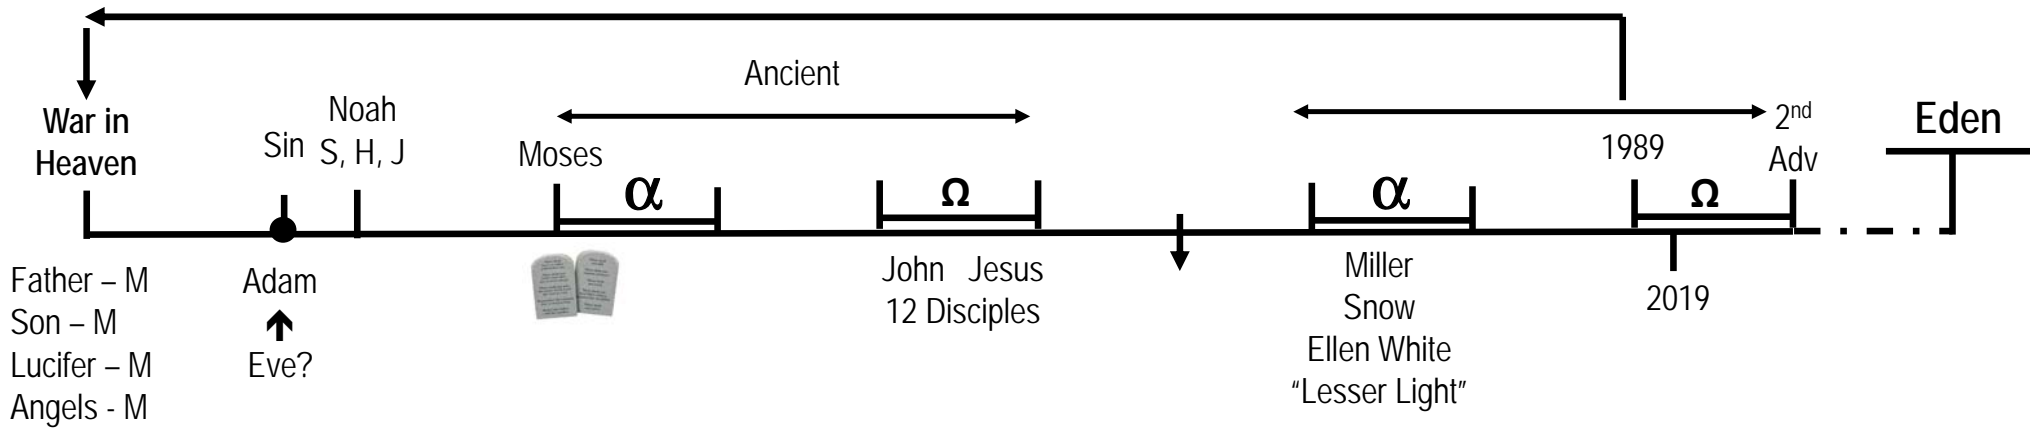 Ancient
War in
Heaven
Sin
Noah
S, H, J
Moses
α
Ω
α
1989
Ω
2nd
Adv
Eden
Father – M
Son – M
Lucifer – M
Angels - M
Adam
Eve?
John Jesus
12 Disciples
Miller
Snow
Ellen White
“Lesser Light”
2019